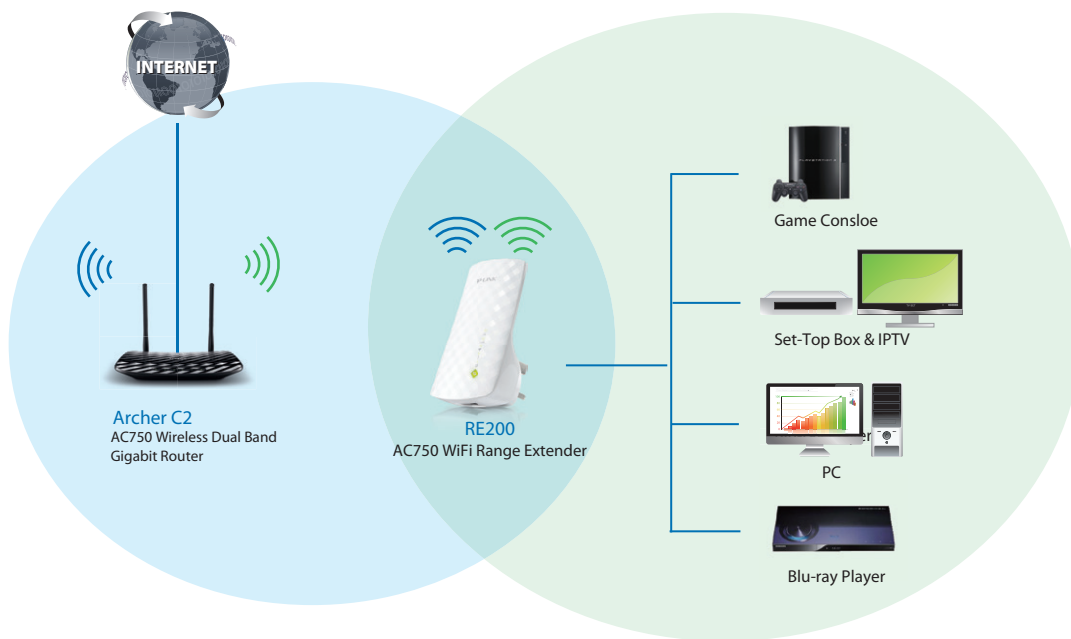 INTERNET
Archer C2
AC750 Wireless Dual Band
Gigabit Router
RE200
AC750 WiFi Range Extender
Game Consloe
Set-Top Box & IPTV
PC
Blu-ray Player